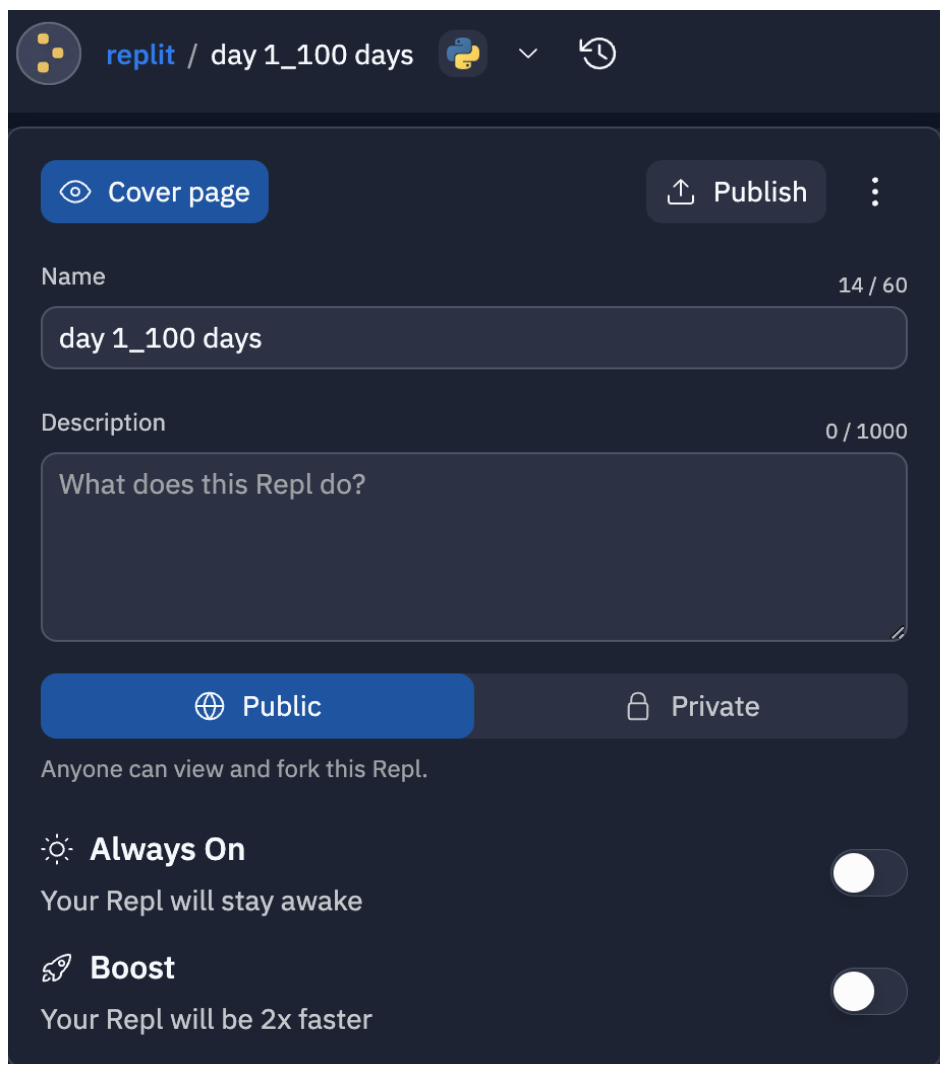 replit / day 1_100 days
Cover page
Publish
Name
14 / 60
day 1_100 days
Description
0 / 1000
What does this Repl do?
Public
Private
Anyone can view and fork this Repl.
Always On
Your Repl will stay awake
Boost
Your Repl will be 2x faster